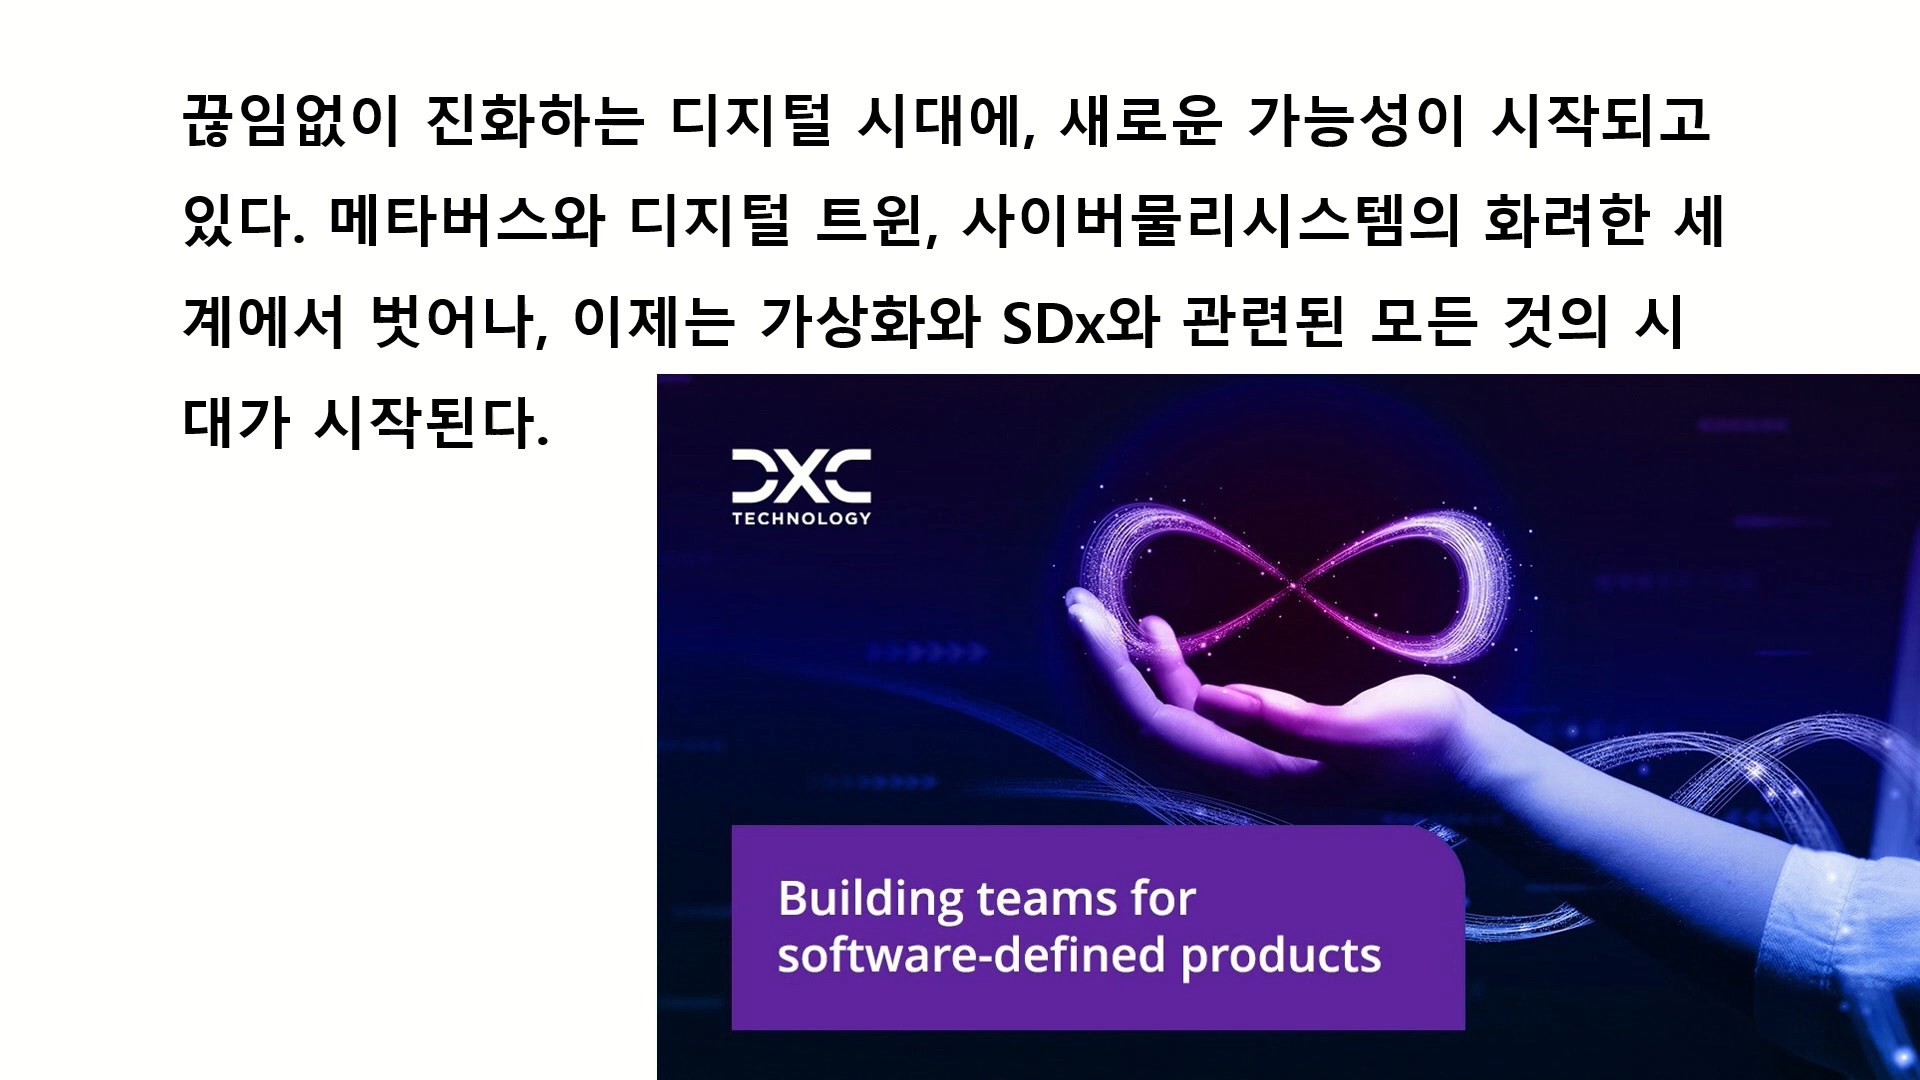 끊임없이 진화하는 디지털 시대에, 새로운 가능성이 시작되고
있다. 메타버스와 디지털 트윈, 사이버물리시스템의 화려한 세
계에서 벗어나, 이제는 가상화와 SDx와 관련된 모든 것의 시
대가 시작된다.
DXC
TECHNOLOGY
Building teams for
software-defined products